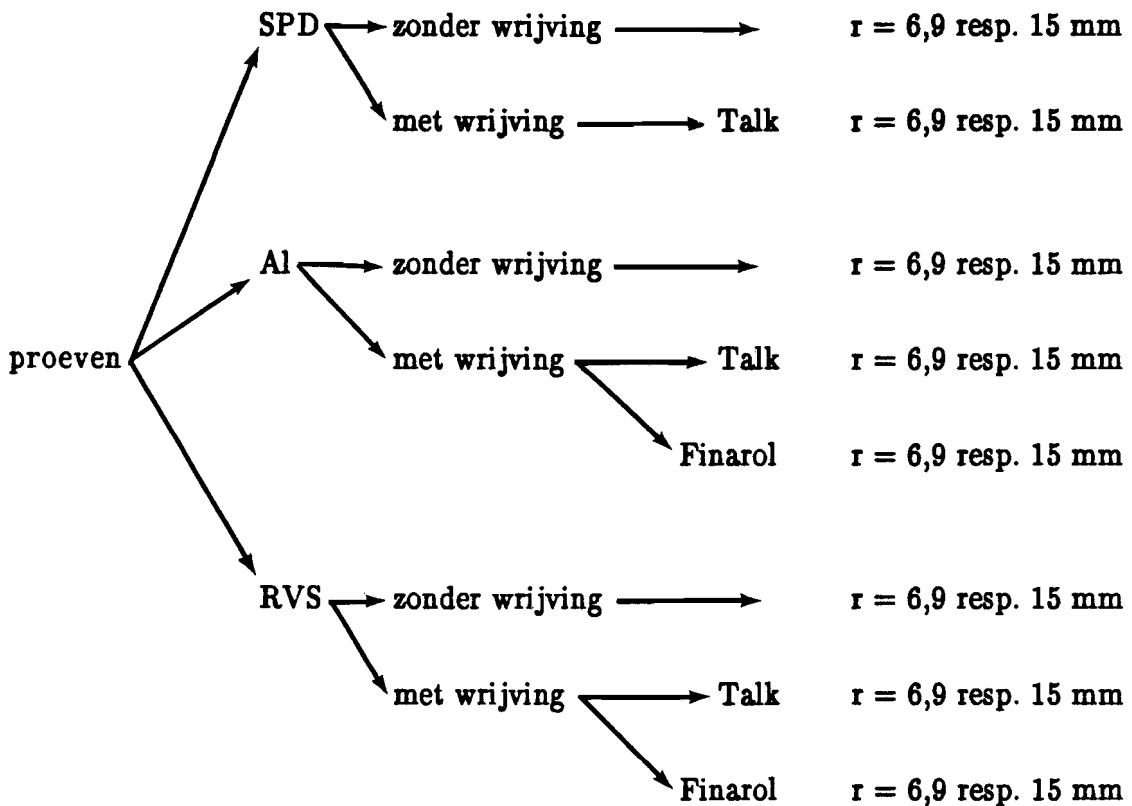 SPD zonder wrijving r = 6,9 resp. 15 mm
met wrijving Talk r = 6,9 resp. 15 mm
Al zonder wrijving r = 6,9 resp. 15 mm
proeven met wrijving Talk r = 6,9 resp. 15 mm
Finarol r = 6,9 resp. 15 mm
RVS zonder wrijving r = 6,9 resp. 15 mm
met wrijving Talk r = 6,9 resp. 15 mm
Finarol r = 6,9 resp. 15 mm